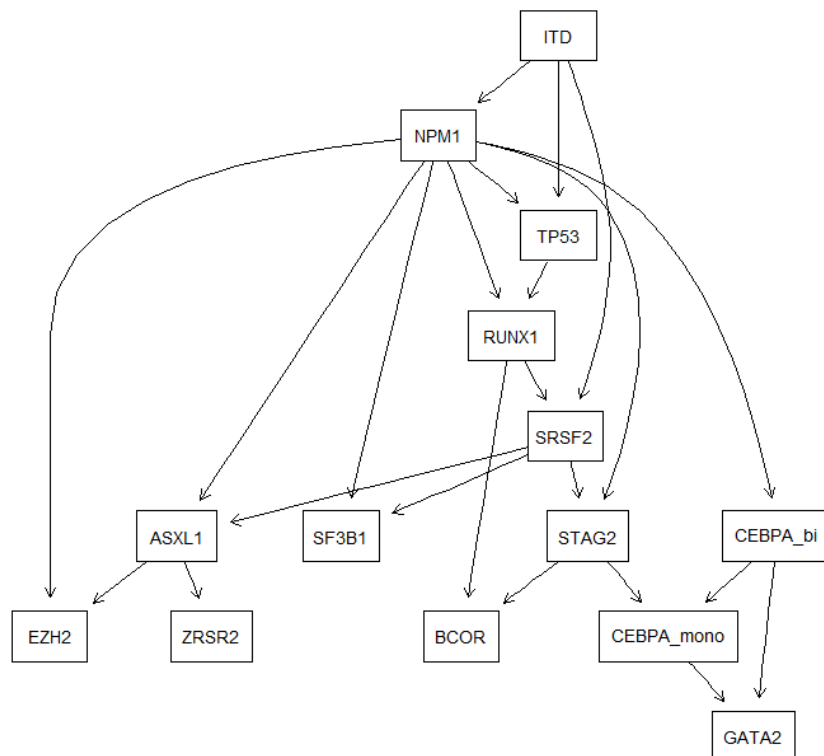 ITD
NPM1
TP53
RUNX1
SRSF2
ASXL1
SF3B1
STAG2
CEBPA_bi
EZH2
ZRSR2
BCOR
CEBPA_mono
GATA2